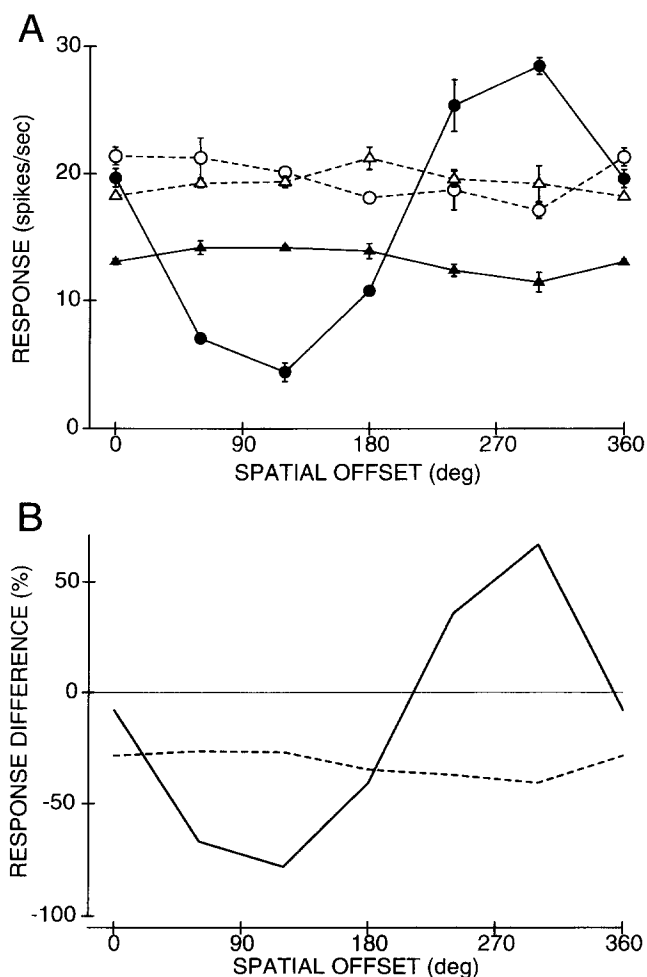 A
RESPONSE (spikes/sec)
30
20
10
0
0 90 180 270 360
SPATIAL OFFSET (deg)
B
RESPONSE DIFFERENCE (%)
50
0
-50
-100
0 90 180 270 360
SPATIAL OFFSET (deg)